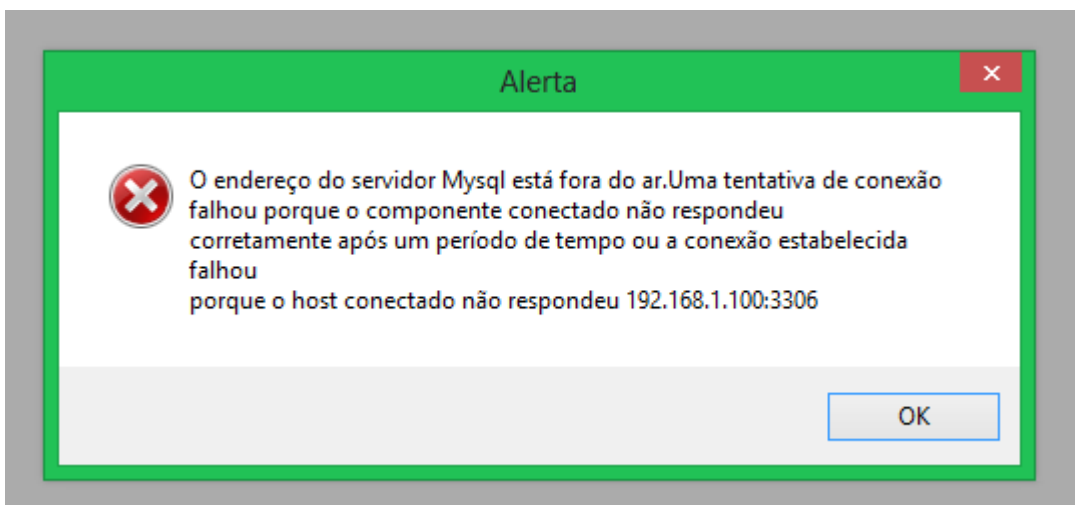 Alerta
O endereço do servidor Mysql está fora do ar.Uma tentativa de conexão
falhou porque o componente conectado não respondeu
corretamente após um período de tempo ou a conexão estabelecida
falhou
porque o host conectado não respondeu 192.168.1.100:3306
OK